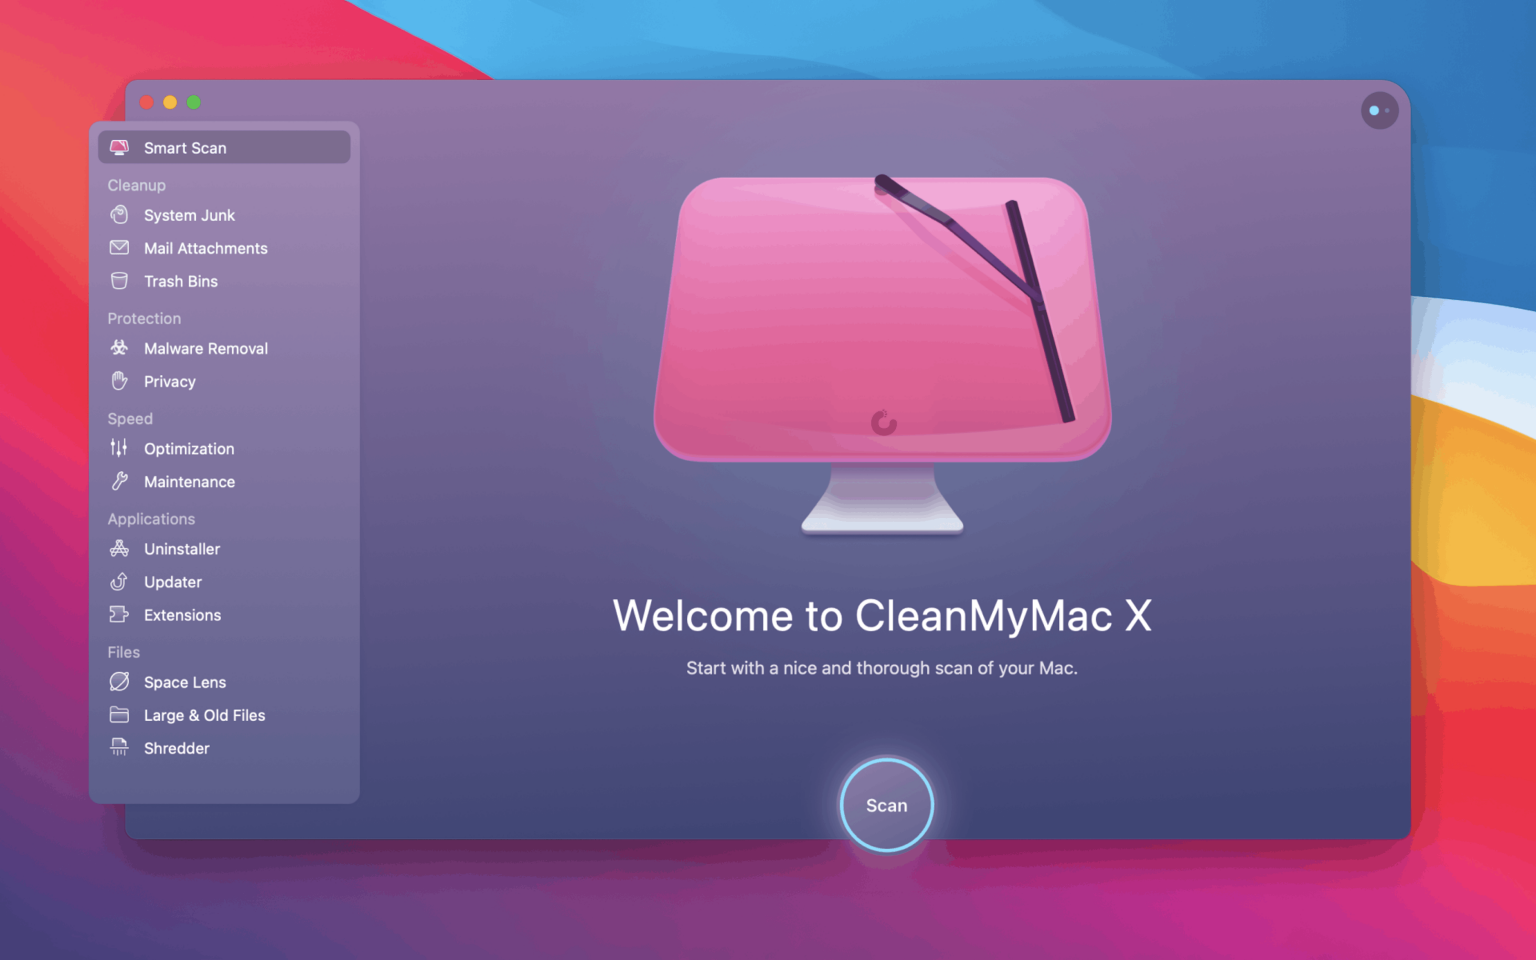 Smart Scan
Cleanup
System Junk
Mail Attachments
Trash Bins
Protection
Malware Removal
Privacy
Speed
Optimization
Maintenance
Applications
Uninstaller
Updater
Extensions
Files
Space Lens
Large & Old Files
Shredder
Welcome to CleanMyMac X
Start with a nice and thorough scan of your Mac.
Scan